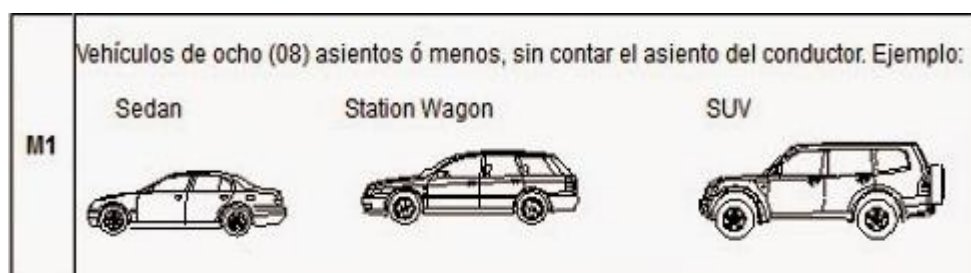 Vehículos de ocho (08) asientos ó menos, sin contar el asiento del conductor. Ejemplo:
Sedan Station Wagon SUV
M1